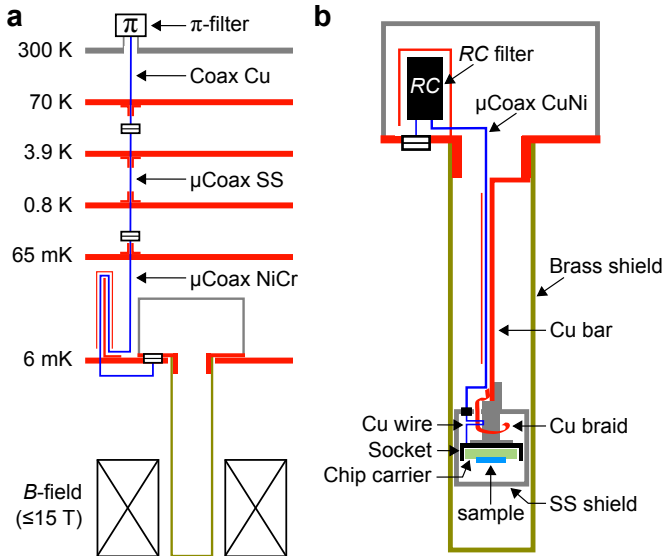 a
π
π-filter
300 K
Coax Cu
70 K
3.9 K
µCoax SS
0.8 K
65 mK
µCoax NiCr
6 mK
B-field
(≤15 T)
b
RC
RC filter
µCoax CuNi
Brass shield
Cu bar
Cu wire
Cu braid
Socket
Chip carrier
SS shield
sample